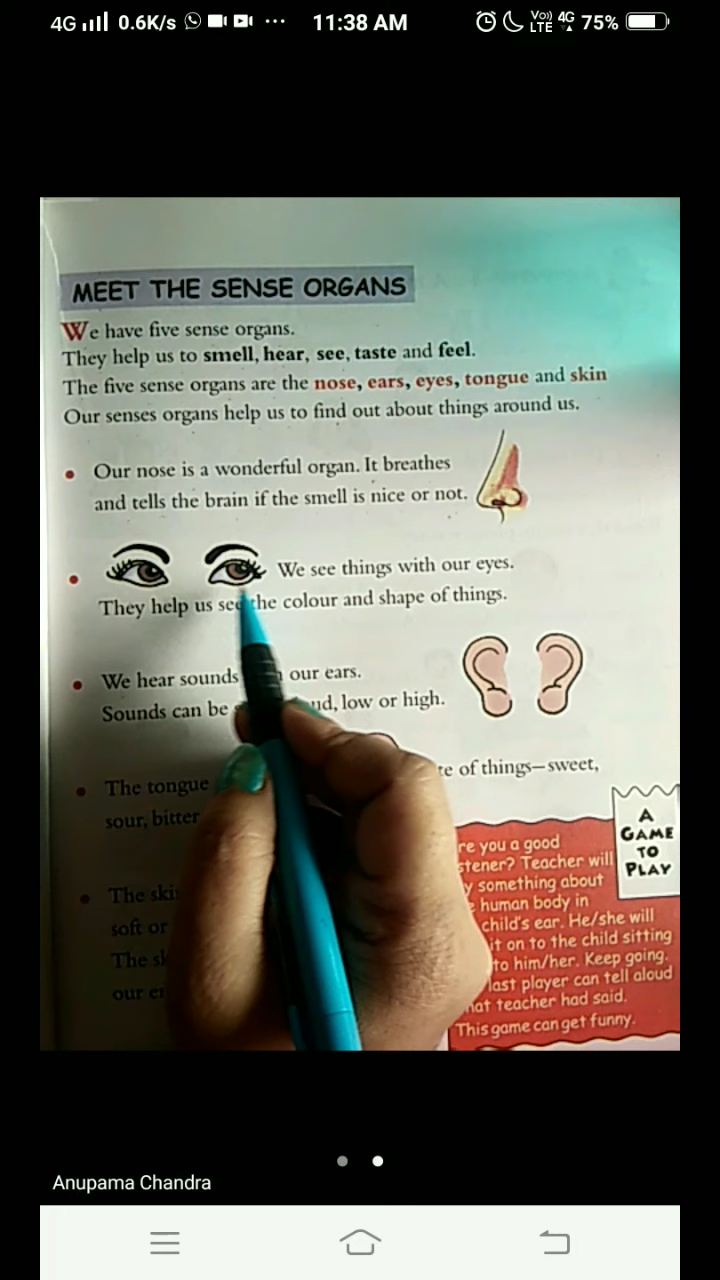 4G 0.6K/s ... 11:38 AM Vo) LTE 4G 75%
MEET THE SENSE ORGANS
We have five sense organs.
They help us to smell, hear, see, taste and feel.
The five sense organs are the nose, ears, eyes, tongue and skin
Our senses organs help us to find out about things around us.
• Our nose is a wonderful organ. It breathes
and tells the brain if the smell is nice or not.
• We see things with our eyes.
They help us see the colour and shape of things.
• We hear sounds our ears.
Sounds can be low or high.
• The tongue of things—sweet,
sour, bitter
• The
soft or
The
our
A
GAME
TO
PLAY
you a good
Teacher will
something about
human body in
child's ear. He/she will
it on to the child sitting
to him/her. Keep going.
last player can tell aloud
teacher had said.
This game can get funny.
Anupama Chandra